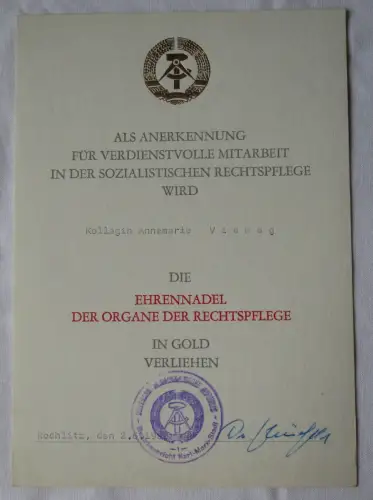 ALS ANERKENNUNG
FÜR VERDIENSTVOLLE MITARBEIT
IN DER SOZIALISTISCHEN RECHTSPFLEGE
WIRD
Kollegin Annemarie V i e w e g
DIE
EHRENNADEL
DER ORGANE DER RECHTSPFLEGE
IN GOLD
VERLIEHEN
Rochlitz, den